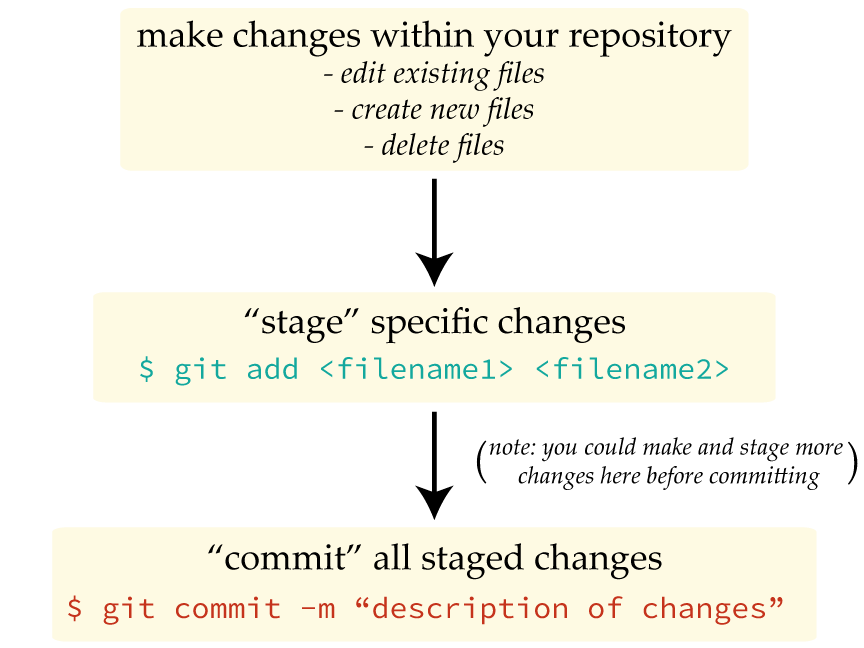 make changes within your repository
- edit existing files
- create new files
- delete files
“stage” specific changes
$ git add <filename1> <filename2>
(note: you could make and stage more
changes here before committing)
“commit” all staged changes
$ git commit -m “description of changes”